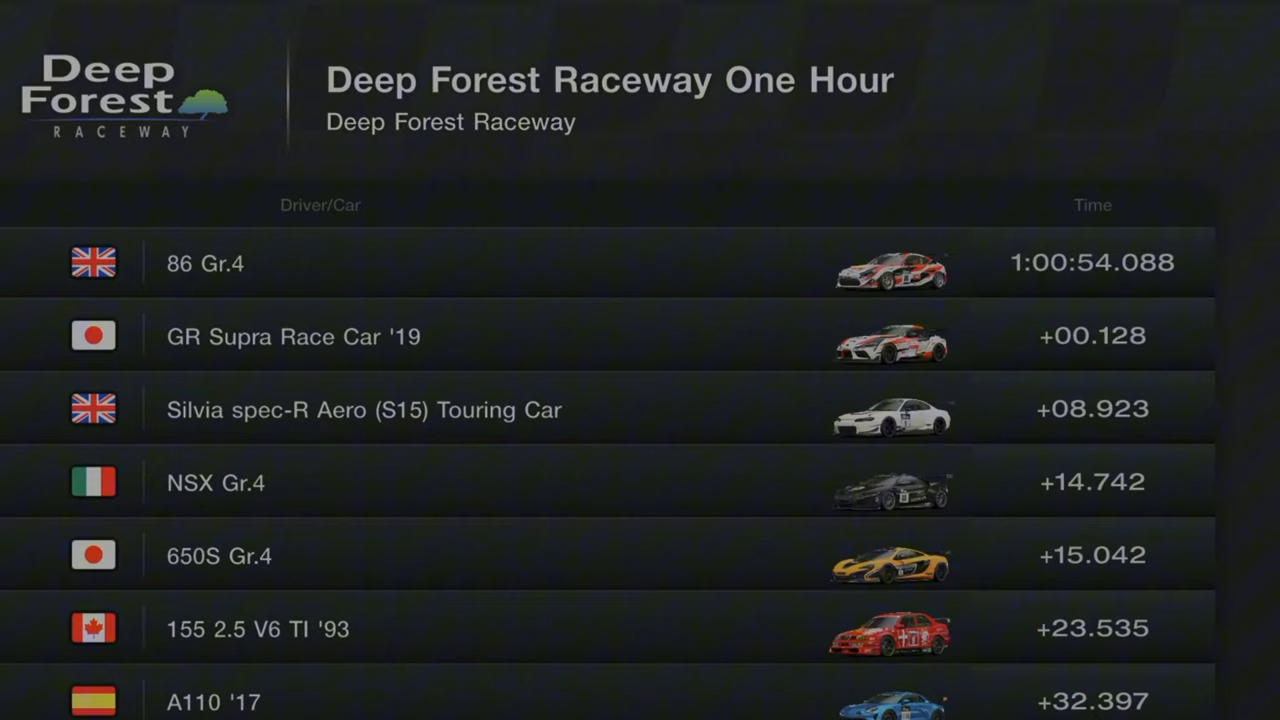 Deep
Forest
RACEWAY
Deep Forest Raceway One Hour
Deep Forest Raceway
Driver/Car Time
86 Gr.4 1:00:54.088
GR Supra Race Car '19 +00.128
Silvia spec-R Aero (S15) Touring Car +08.923
NSX Gr.4 +14.742
650S Gr.4 +15.042
155 2.5 V6 TI '93 +23.535
A110 '17 +32.397